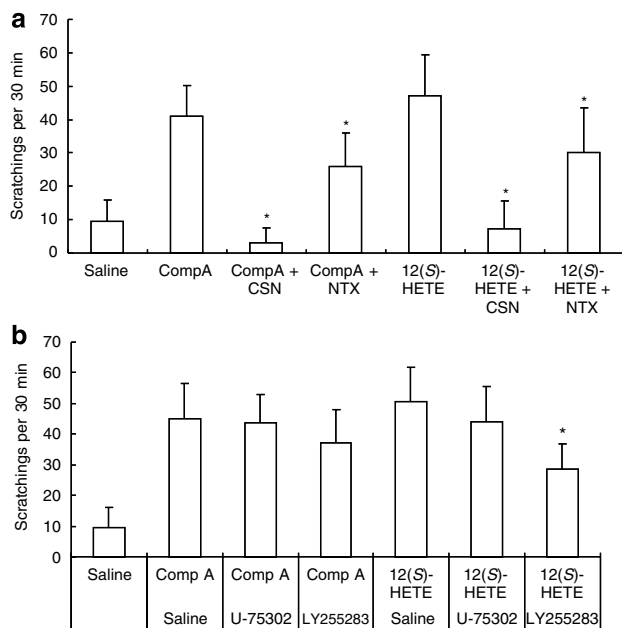 a
Scratchings per 30 min
70
60
50
40
30
20
10
0
*
*
*
*
Saline CompA CompA + CompA + 12(S)- 12(S)- 12(S)-
CSN NTX HETE HETE + HETE +
CSN NTX
b
Scratchings per 30 min
70
60
50
40
30
20
10
0
*
Saline Comp A Comp A Comp A 12(S)- 12(S)- 12(S)-
HETE HETE HETE
Saline U-75302 LY255283 Saline U-75302 LY255283